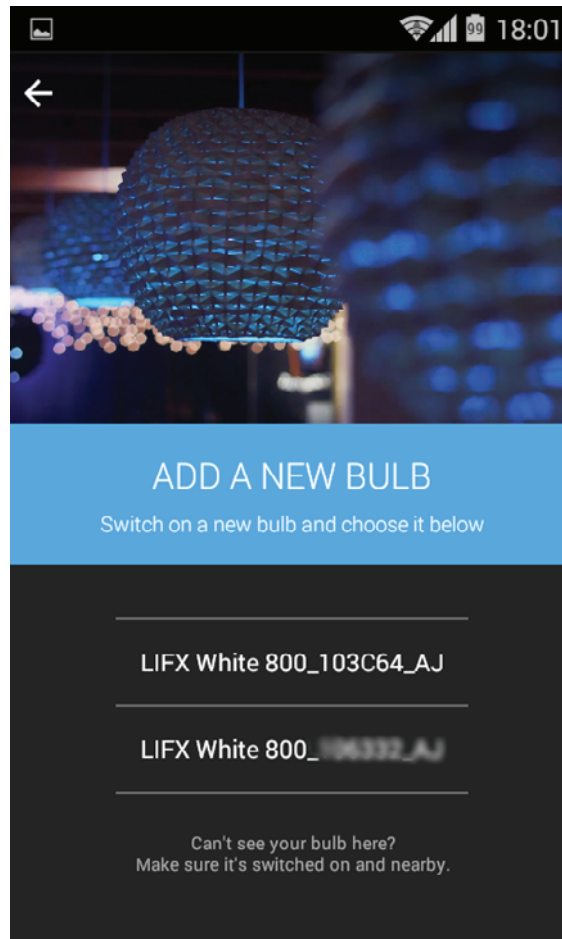 99 18:01
ADD A NEW BULB
Switch on a new bulb and choose it below
LIFX White 800_103C64_AJ
LIFX White 800_
Can't see your bulb here?
Make sure it's switched on and nearby.